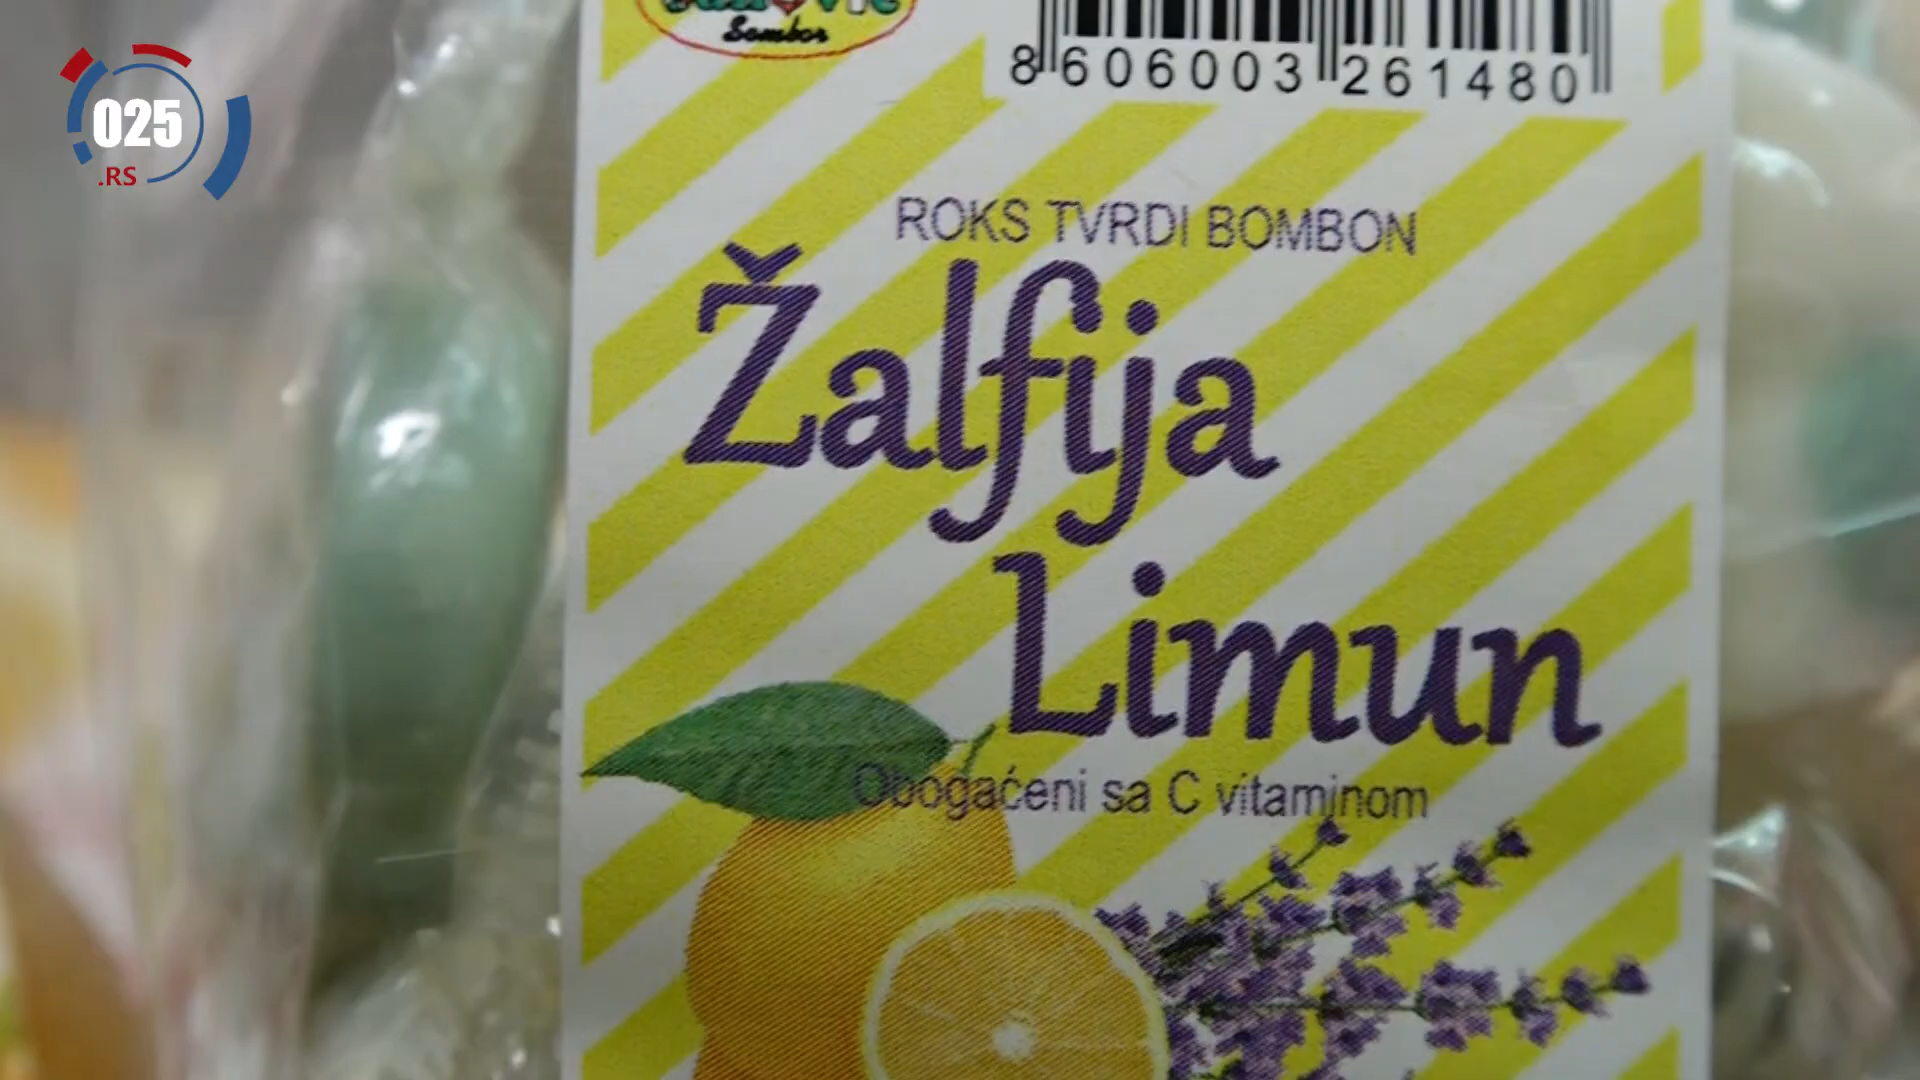 025
.RS
Sombor
8 606003 261480
ROKS TVRDI BOMBON
Žalfija
Limun
Obogaćeni sa C vitaminom